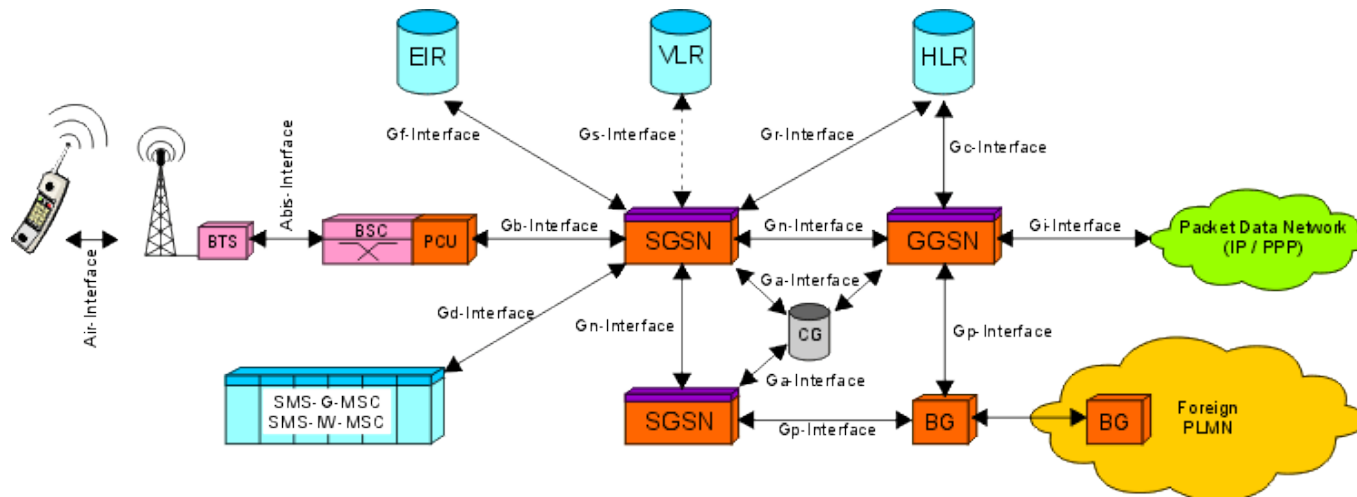 EIR
VLR
HLR
Gf-Interface
Gs-Interface
Gr-Interface
Gc-Interface
Abis-Interface
Air-Interface
BTS
BSC
PCU
Gb-Interface
SGSN
Gn-Interface
GGSN
Gi-Interface
Packet Data Network
(IP / PPP)
Gd-Interface
Gn-Interface
Ga-Interface
CG
Ga-Interface
Gp-Interface
SMS-G-MSC
SMS-IW-MSC
SGSN
Gp-Interface
BG
BG
Foreign
PLMN